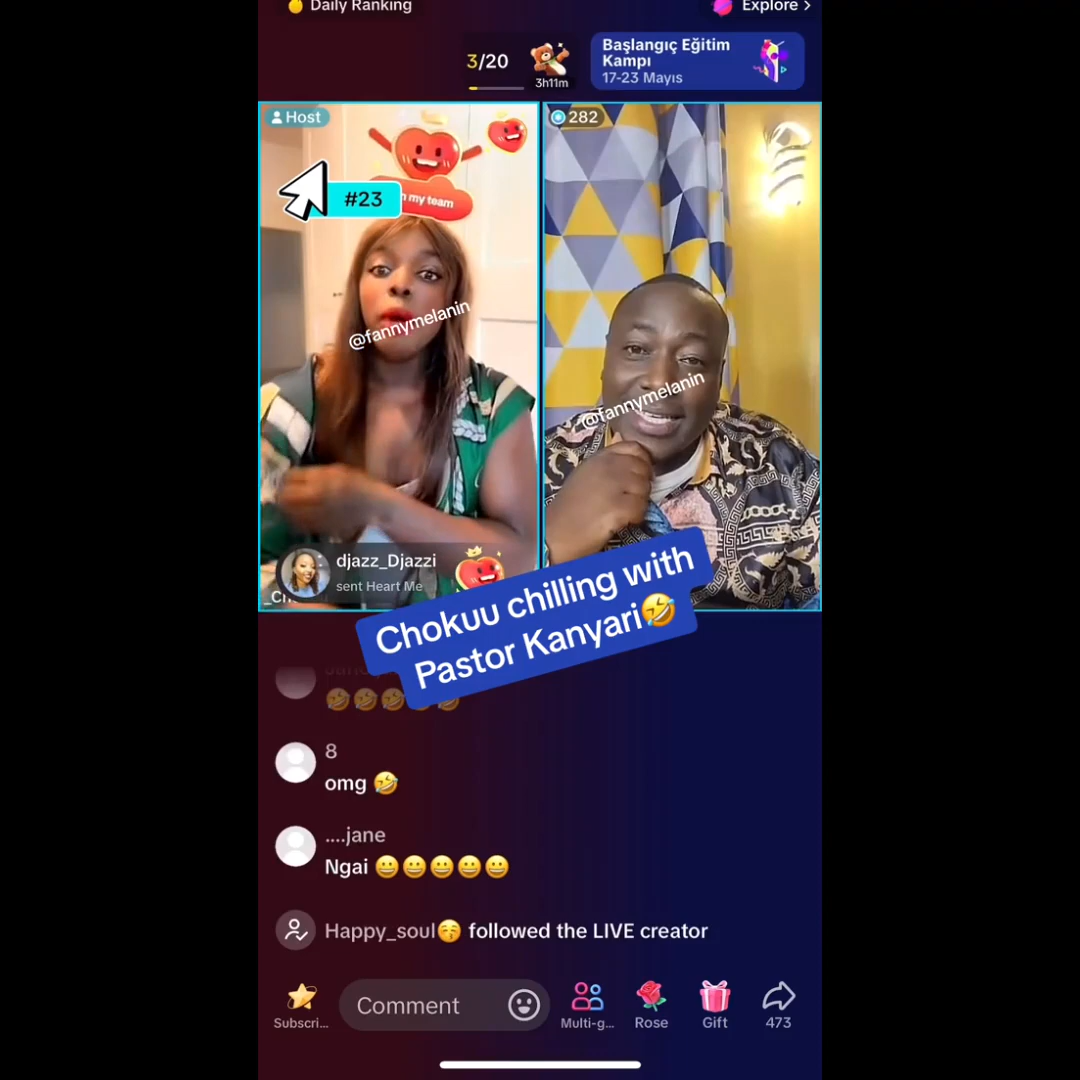 Daily Ranking
Explore >
3/20
3h11m
Başlangıç Eğitim
Kampı
17-23 Mayıs
Host
282
#23
my team
@fannymelanin
@fannymelanin
djazz_Djazzi
sent Heart Me
Chokuu chilling with
Pastor Kanyari🤣
🤣🤣🤣🤣🤣
8
omg 🤣
....jane
Ngai 😀😀😀😀😀
Happy_soul😚 followed the LIVE creator
Subscri...
Comment
Multi-g...
Rose
Gift
473